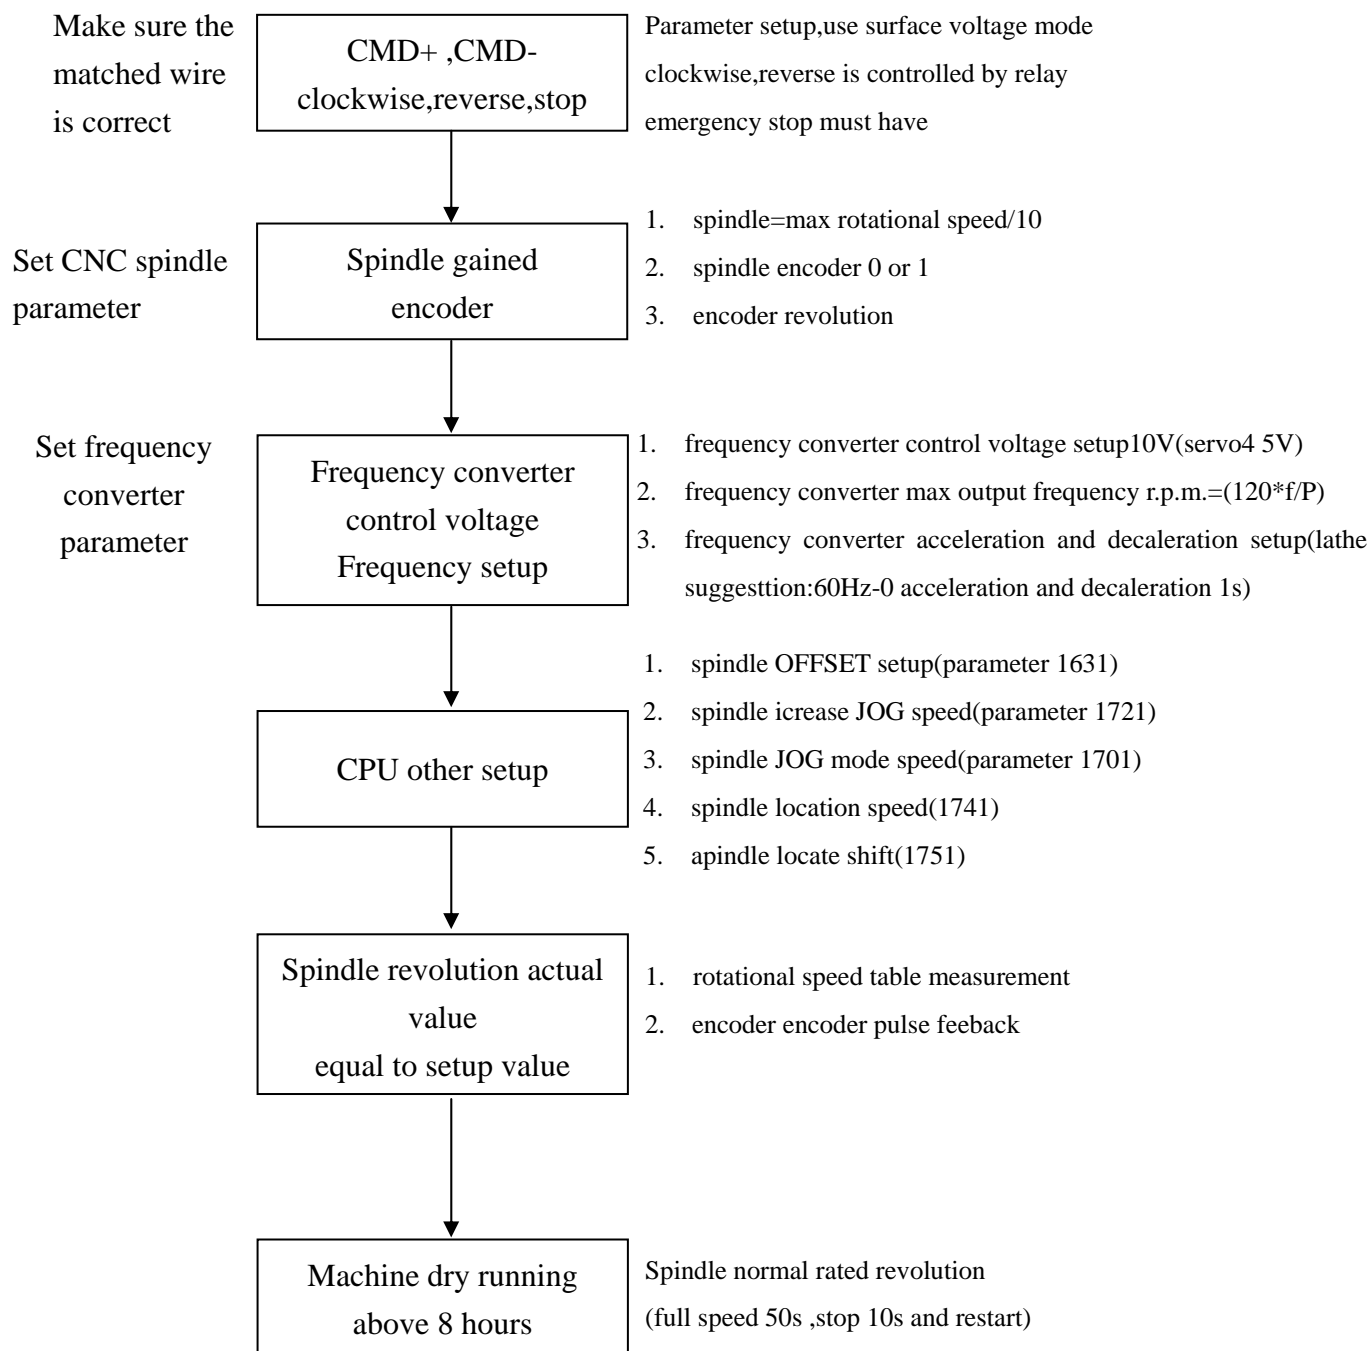 Make sure the
matched wire
is correct
CMD+ ,CMD-
clockwise,reverse,stop
Parameter setup,use surface voltage mode
clockwise,reverse is controlled by relay
emergency stop must have
Set CNC spindle
parameter
Spindle gained
encoder
1. spindle=max rotational speed/10
2. spindle encoder 0 or 1
3. encoder revolution
Set frequency
converter
parameter
Frequency converter
control voltage
Frequency setup
1. frequency converter control voltage setup10V(servo4 5V)
2. frequency converter max output frequency r.p.m.=(120*f/P)
3. frequency converter acceleration and decaleration setup(lathe
suggesttion:60Hz-0 acceleration and decaleration 1s)
CPU other setup
1. spindle OFFSET setup(parameter 1631)
2. spindle icrease JOG speed(parameter 1721)
3. spindle JOG mode speed(parameter 1701)
4. spindle location speed(1741)
5. apindle locate shift(1751)
Spindle revolution actual
value
equal to setup value
1. rotational speed table measurement
2. encoder encoder pulse feeback
Machine dry running
above 8 hours
Spindle normal rated revolution
(full speed 50s ,stop 10s and restart)